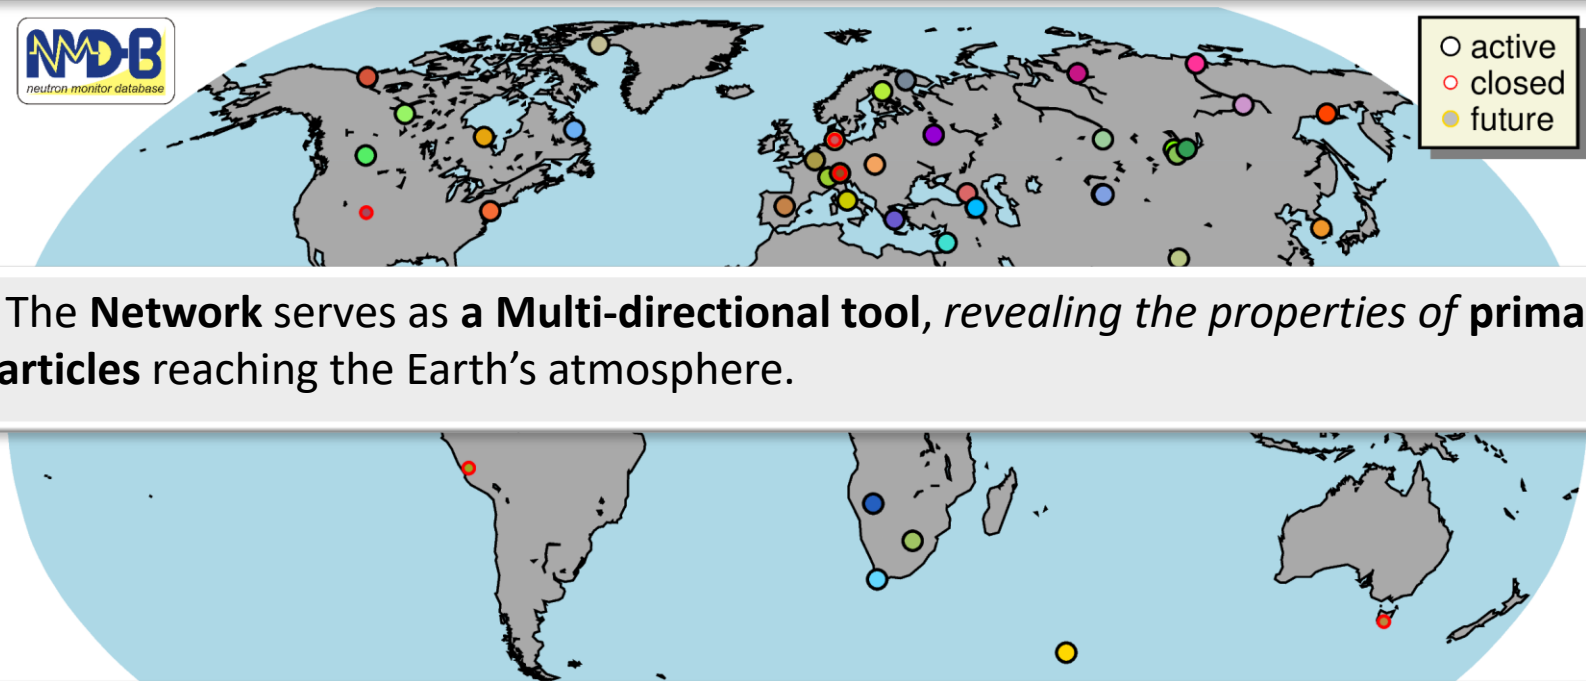 NMDB
neutron monitor database
active
closed
future
The Network serves as a Multi-directional tool, revealing the properties of prima
articles reaching the Earth’s atmosphere.